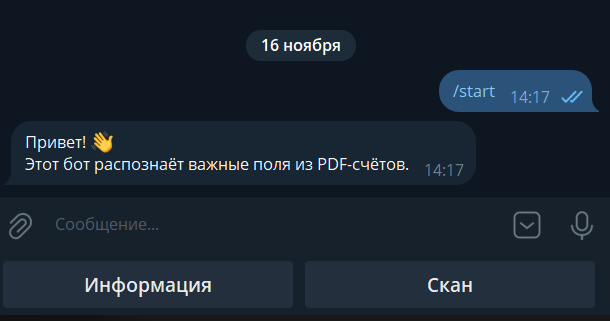 16 ноября
/start 14:17
Привет! 👋
Этот бот распознаёт важные поля из PDF-счётов. 14:17
Сообщение...
Информация
Скан